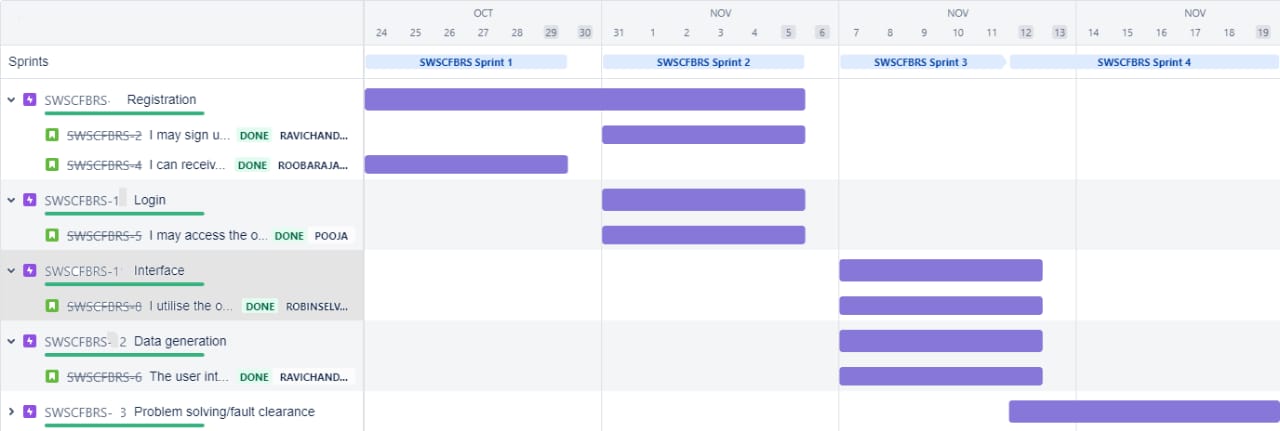 OCT NOV NOV NOV
24 25 26 27 28 29 30 31 1 2 3 4 5 6 7 8 9 10 11 12 13 14 15 16 17 18 19
Sprints SWSCFBRS Sprint 1 SWSCFBRS Sprint 2 SWSCFBRS Sprint 3 SWSCFBRS Sprint 4
SWSCFBRS- Registration
SWSCFBRS-2 I may sign u... DONE RAVICHAND...
SWSCFBRS-4 I can receiv... DONE ROOBARAJA...
SWSCFBRS-1 Login
SWSCFBRS-5 I may access the o... DONE POOJA
SWSCFBRS-1 Interface
SWSCFBRS-8 I utilise the o... DONE ROBINSELV...
SWSCFBRS- 2 Data generation
SWSCFBRS-6 The user int... DONE RAVICHAND...
SWSCFBRS- 3 Problem solving/fault clearance